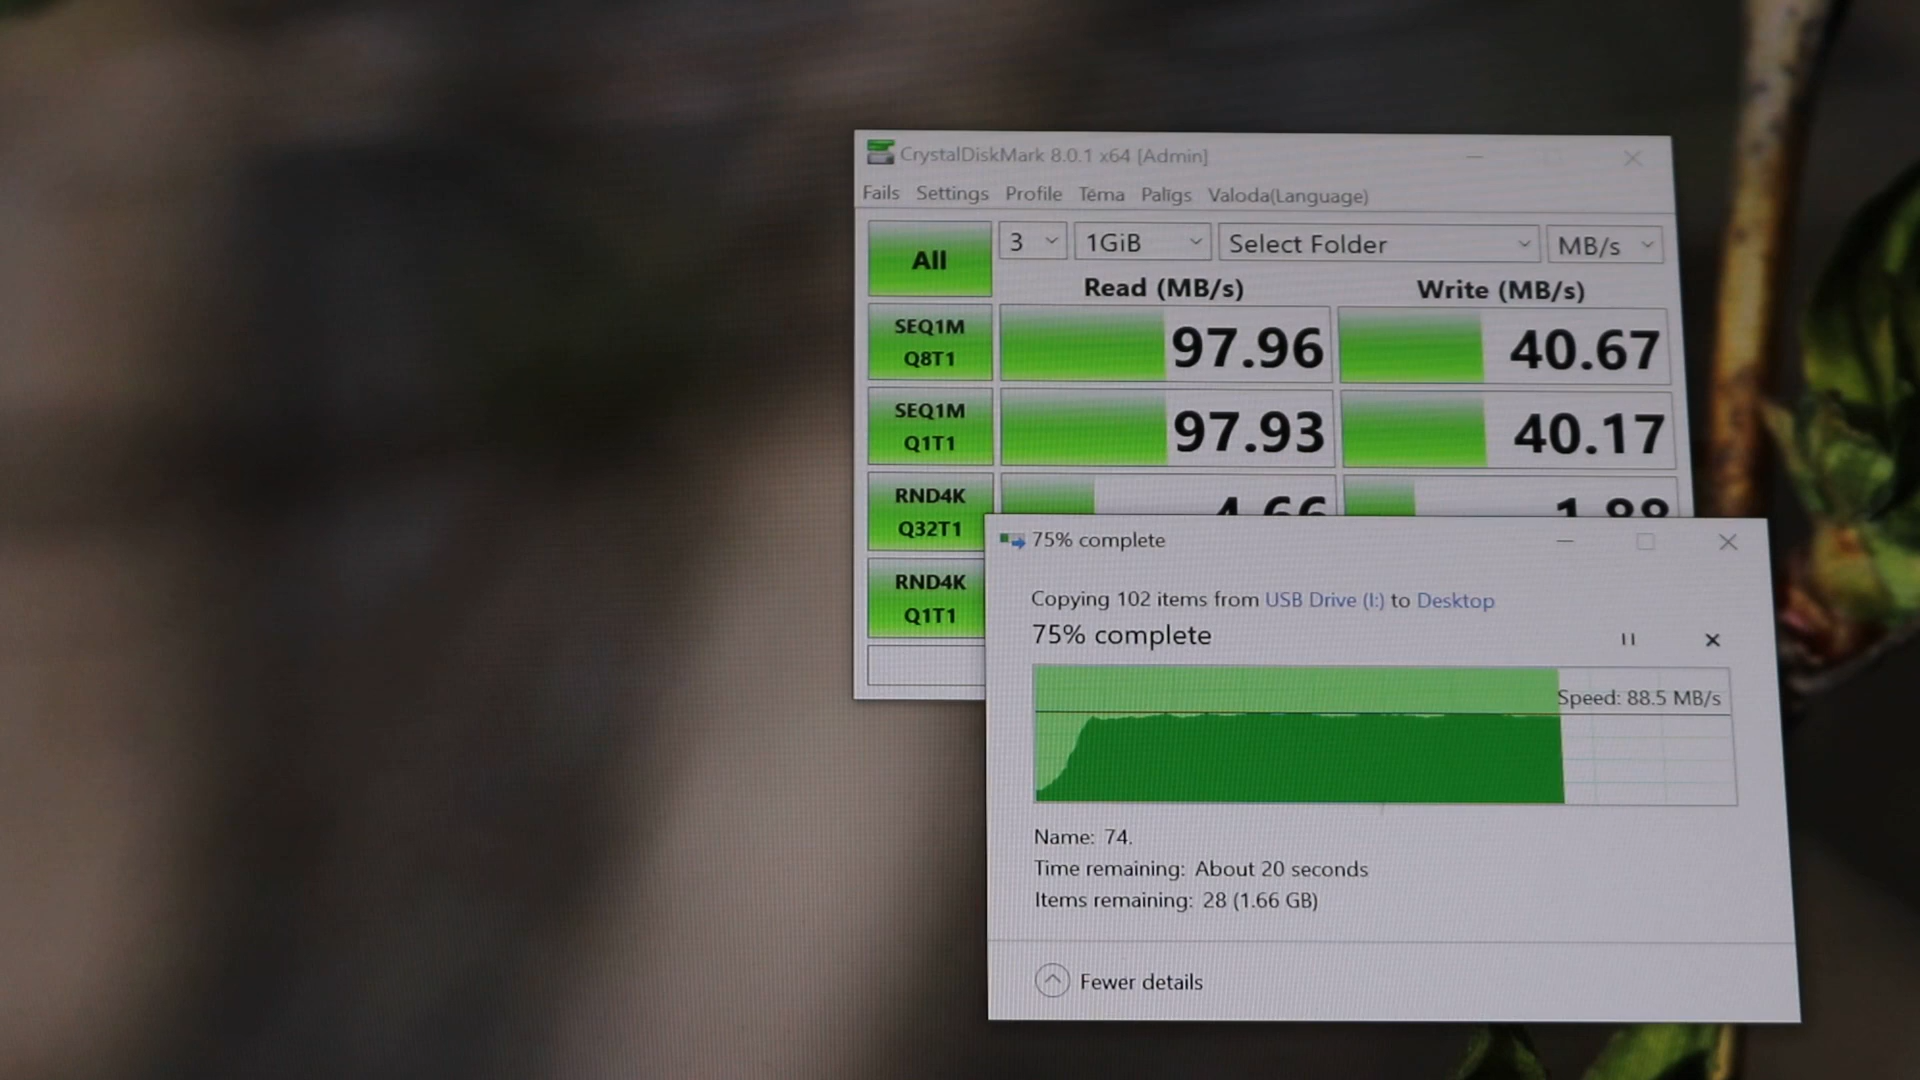 CrystalDiskMark 8.0.1 x64 [Admin]
Fails Settings Profile Tēma Palīgs Valoda(Language)
All 3 1GiB Select Folder MB/s
Read (MB/s) Write (MB/s)
SEQ1M
Q8T1
97.96 40.67
SEQ1M
Q1T1
97.93 40.17
RND4K
Q32T1
4.66
RND4K
Q1T1
75% complete
Copying 102 items from USB Drive (I:) to Desktop
75% complete
Speed: 88.5 MB/s
Name: 74.
Time remaining: About 20 seconds
Items remaining: 28 (1.66 GB)
Fewer details